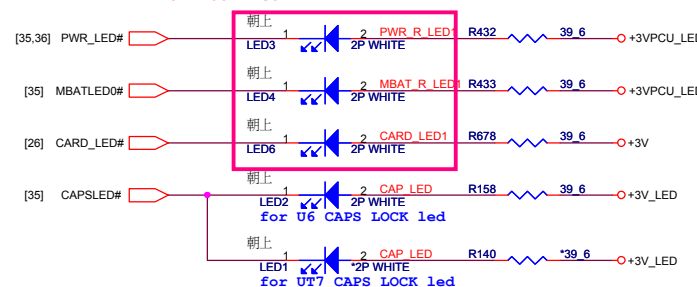 朝上
[35,36] PWR_LED# 1 2 PWR_R_LED1 R432 39_6 +3VPCU_LE
LED3 2P WHITE
朝上
[35] MBATLED0# 1 2 MBAT_R_LED1 R433 39_6 +3VPCU_LE
LED4 2P WHITE
朝上
[26] CARD_LED# 1 2 CARD_LED1 R678 39_6 +3V
LED6 2P WHITE
朝上
[35] CAPSLED# 1 2 CAP_LED R158 39_6 +3V_LED
LED2 2P WHITE
for U6 CAPS LOCK led
朝上
1 2 CAP_LED R140 *39_6 +3V_LED
LED1 *2P WHITE
for UT7 CAPS LOCK led